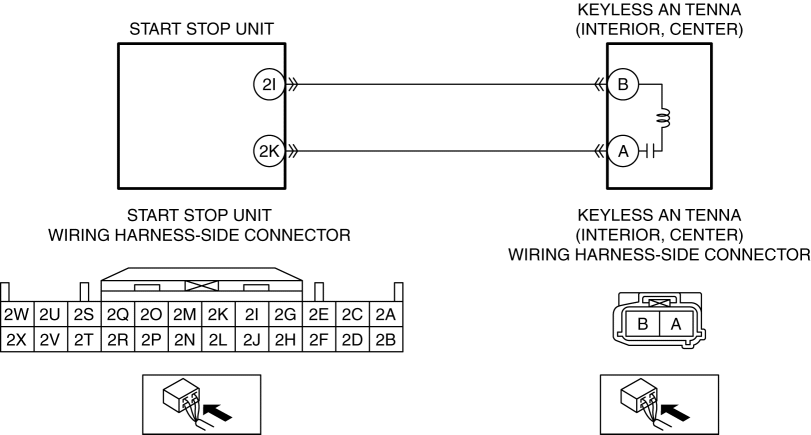 START STOP UNIT
KEYLESS AN TENNA
(INTERIOR, CENTER)
2I
B
2K
A
START STOP UNIT
WIRING HARNESS-SIDE CONNECTOR
KEYLESS AN TENNA
(INTERIOR, CENTER)
WIRING HARNESS-SIDE CONNECTOR
2W 2U 2S 2Q 2O 2M 2K 2I 2G 2E 2C 2A
2X 2V 2T 2R 2P 2N 2L 2J 2H 2F 2D 2B
B A